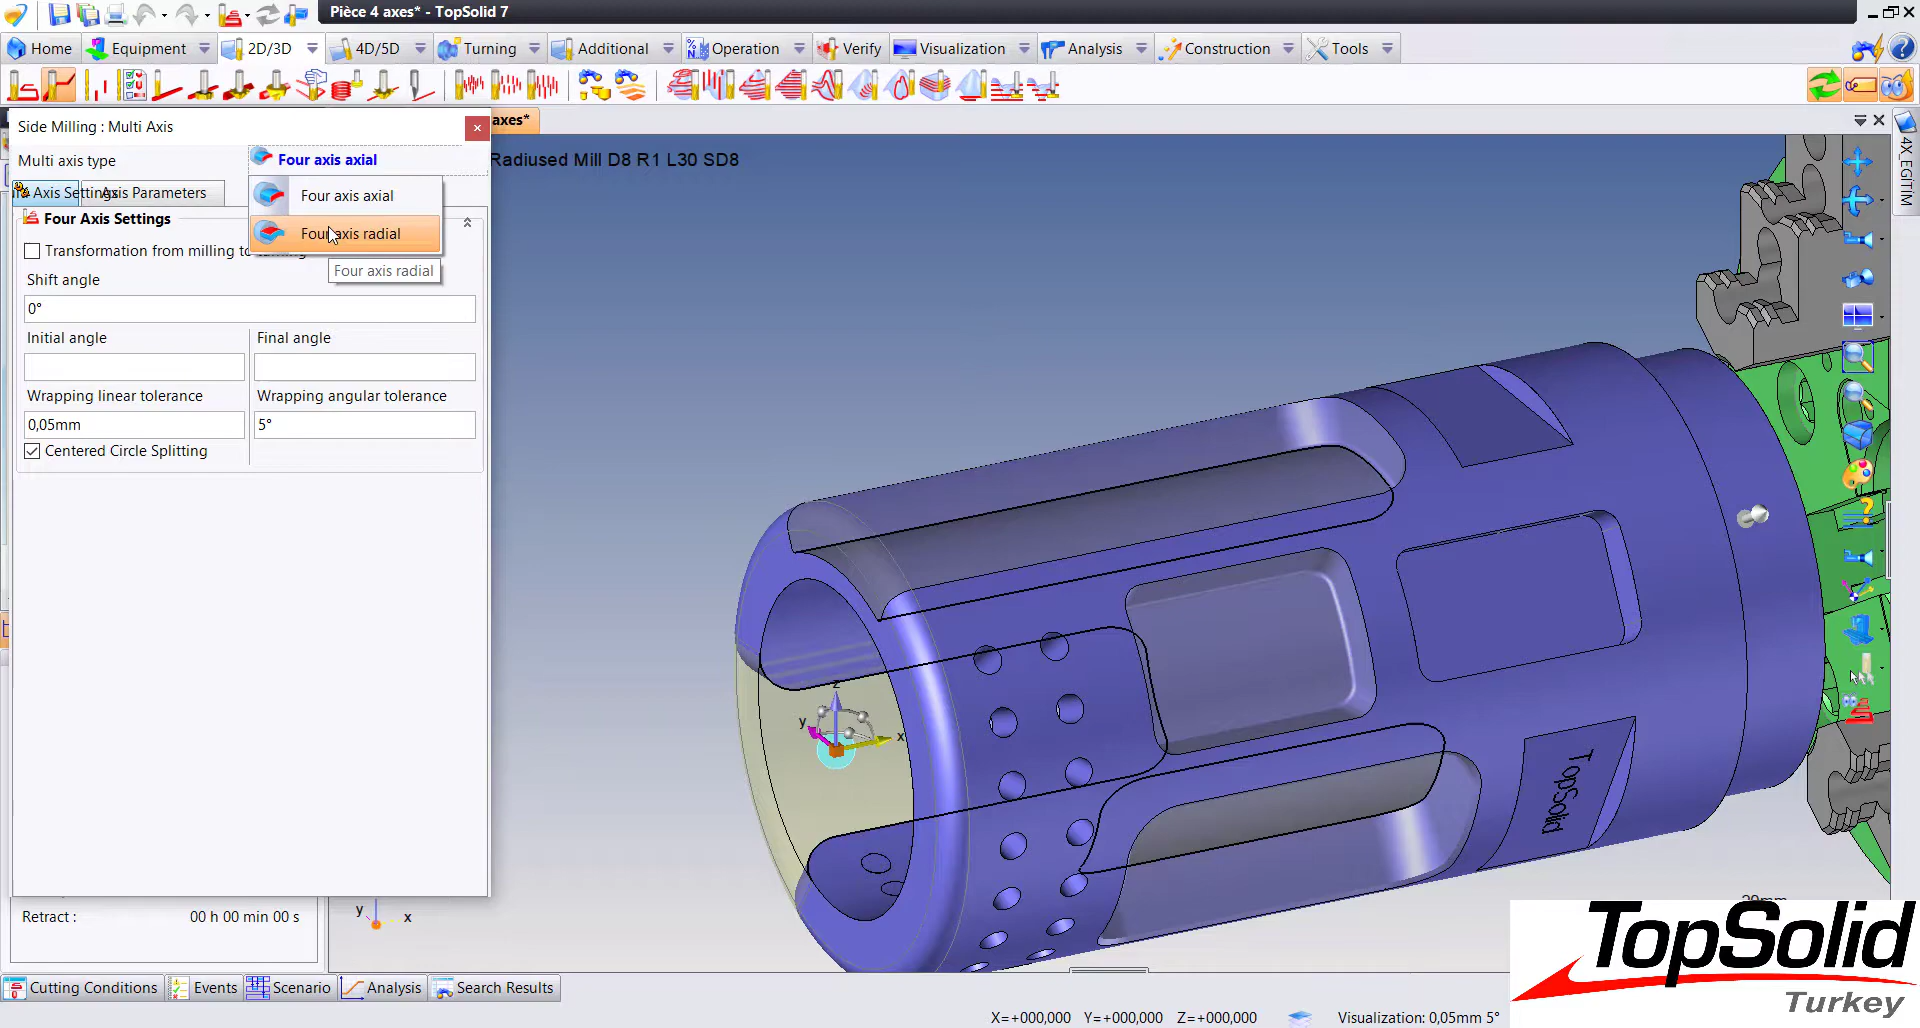 Pièce 4 axes* - TopSolid 7
Home
Equipment
2D/3D
4D/5D
Turning
Additional
Operation
Verify
Visualization
Analysis
Construction
Tools
Side Milling : Multi Axis
axes*
Multi axis type
Four axis axial
Radiused Mill D8 R1 L30 SD8
Axis Settings
Axis Parameters
Four axis axial
Four Axis Settings
Four axis radial
Transformation from milling to turning
Four axis radial
Shift angle
0°
Initial angle
Final angle
Wrapping linear tolerance
Wrapping angular tolerance
0,05mm
5°
Centered Circle Splitting
4X_EGİTİM
z
y
x
TopSolid
Retract :
00 h 00 min 00 s
y
x
20mm
Cutting Conditions
Events
Scenario
Analysis
Search Results
X=+000,000 Y=+000,000 Z=+000,000
Visualization: 0,05mm 5°
TopSolid
Turkey